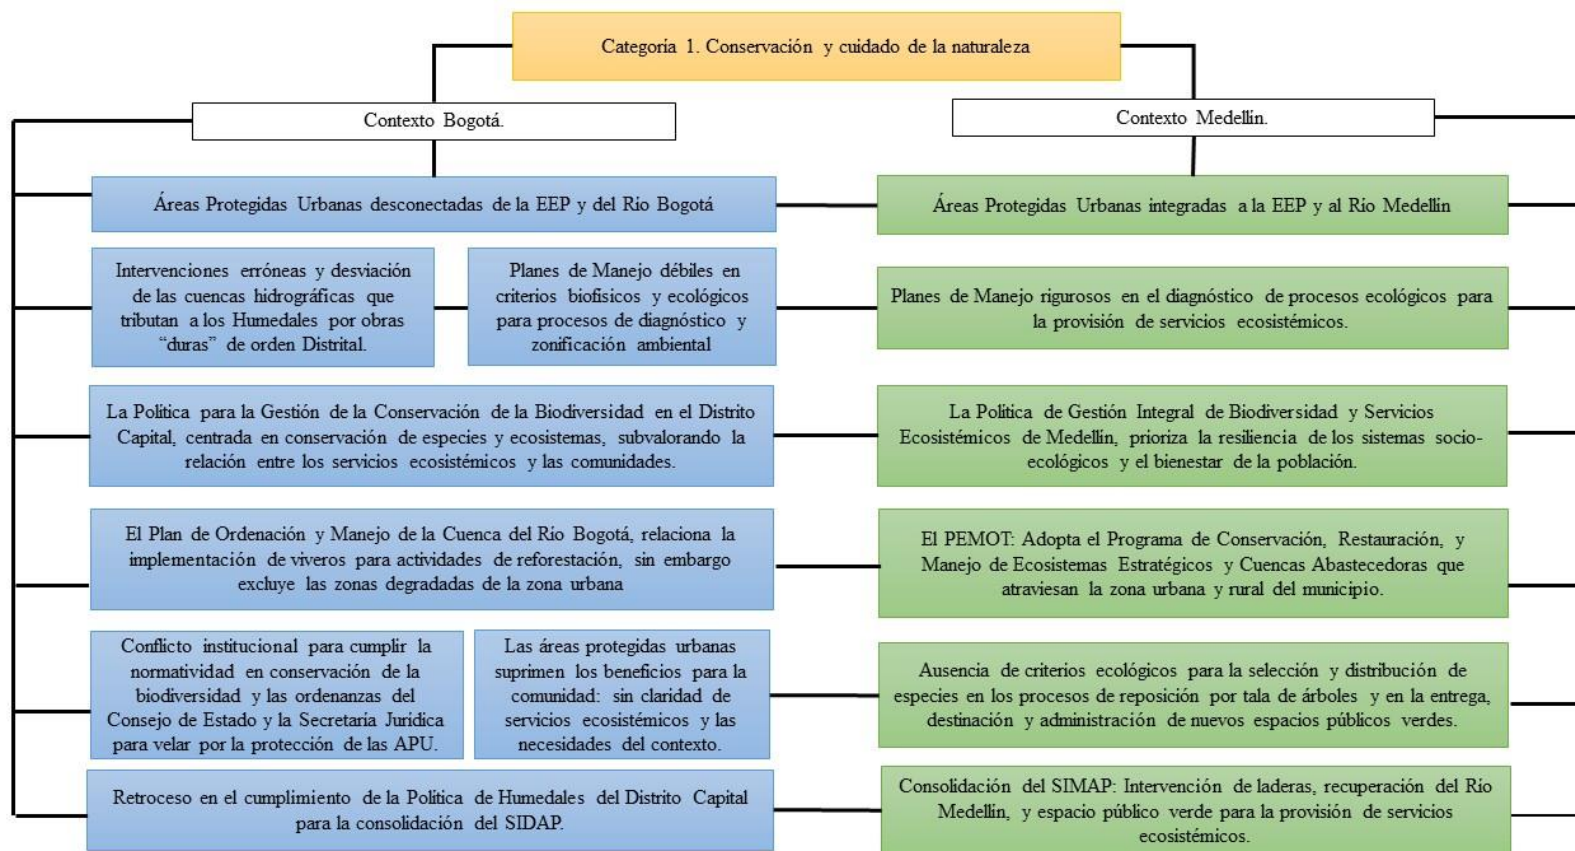 Categoría 1. Conservación y cuidado de la naturaleza
Contexto Bogotá.
Contexto Medellín.
Áreas Protegidas Urbanas desconectadas de la EEP y del Río Bogotá
Áreas Protegidas Urbanas integradas a la EEP y al Río Medellín
Intervenciones erróneas y desviación
de las cuencas hidrográficas que
tributan a los Humedales por obras
“duras” de orden Distrital.
Planes de Manejo débiles en
criterios biofísicos y ecológicos
para procesos de diagnóstico y
zonificación ambiental
Planes de Manejo rigurosos en el diagnóstico de procesos ecológicos para
la provisión de servicios ecosistémicos.
La Política para la Gestión de la Conservación de la Biodiversidad en el Distrito
Capital, centrada en conservación de especies y ecosistemas, subvalorando la
relación entre los servicios ecosistémicos y las comunidades.
La Política de Gestión Integral de Biodiversidad y Servicios
Ecosistémicos de Medellín, prioriza la resiliencia de los sistemas socio-
ecológicos y el bienestar de la población.
El Plan de Ordenación y Manejo de la Cuenca del Río Bogotá, relaciona la
implementación de viveros para actividades de reforestación, sin embargo
excluye las zonas degradadas de la zona urbana
El PEMOT: Adopta el Programa de Conservación, Restauración, y
Manejo de Ecosistemas Estratégicos y Cuencas Abastecedoras que
atraviesan la zona urbana y rural del municipio.
Conflicto institucional para cumplir la
normatividad en conservación de la
biodiversidad y las ordenanzas del
Consejo de Estado y la Secretaría Jurídica
para velar por la protección de las APU.
Las áreas protegidas urbanas
suprimen los beneficios para la
comunidad: sin claridad de
servicios ecosistémicos y las
necesidades del contexto.
Ausencia de criterios ecológicos para la selección y distribución de
especies en los procesos de reposición por tala de árboles y en la entrega,
destinación y administración de nuevos espacios públicos verdes.
Retroceso en el cumplimiento de la Política de Humedales del Distrito Capital
para la consolidación del SIDAP.
Consolidación del SIMAP: Intervención de laderas, recuperación del Río
Medellín, y espacio público verde para la provisión de servicios
ecosistémicos.